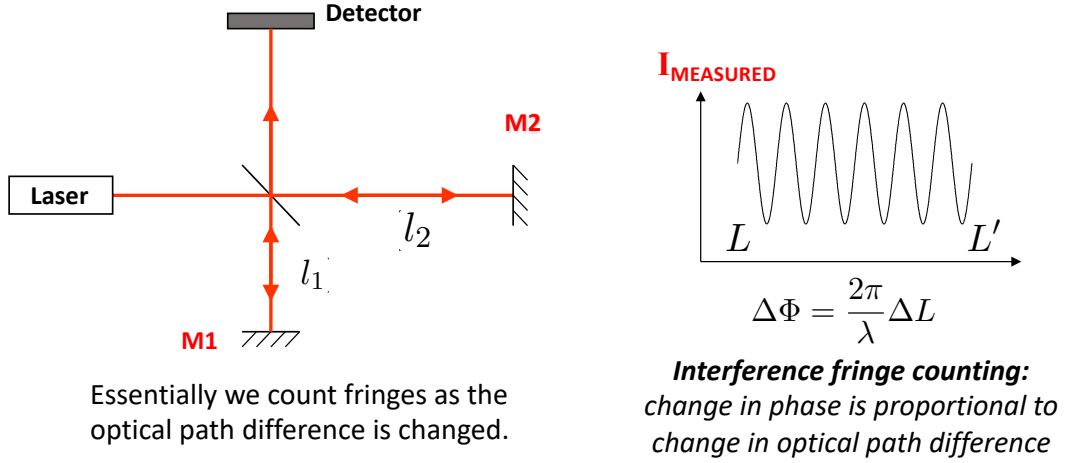 Detector
I_MEASURED
M2
Laser
l_2
l_1
M1
L L′
ΔΦ = \frac{2π}{λ} ΔL
Essentially we count fringes as the
optical path difference is changed.
Interference fringe counting:
change in phase is proportional to
change in optical path difference